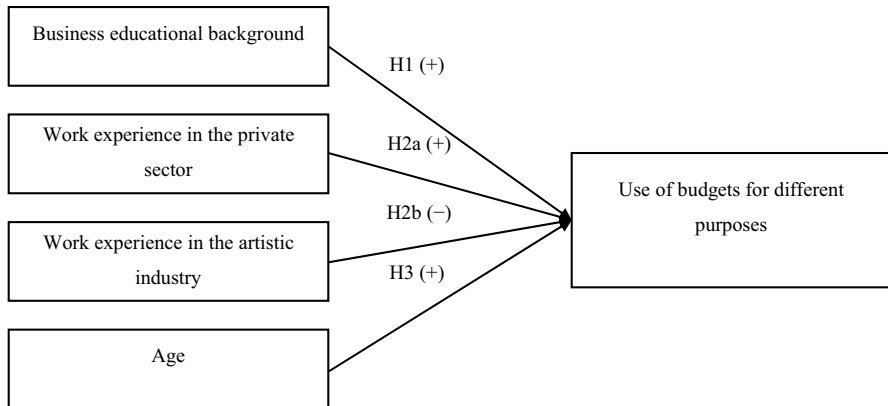 Business educational background
H1 (+)
Work experience in the private
sector
H2a (+)
Use of budgets for different
purposes
H2b (−)
Work experience in the artistic
industry
H3 (+)
Age